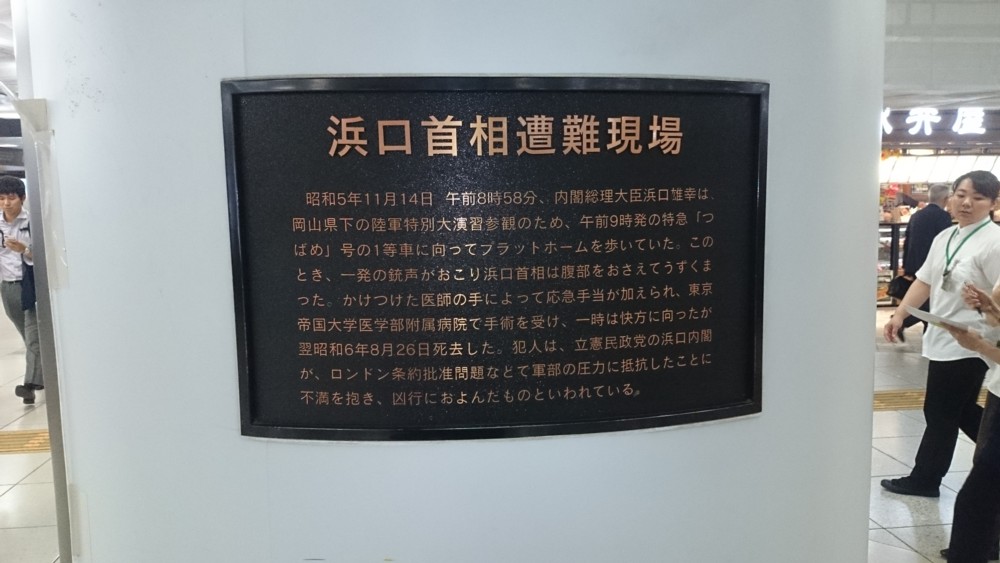 浜口首相遭難現場
昭和5年11月14日 午前8時58分、内閣総理大臣浜口雄幸は、
岡山県下の陸軍特別大演習参観のため、午前9時発の特急「つ
ばめ」号の1等車に向ってプラットホームを歩いていた。この
とき、一発の銃声がおこり浜口首相は腹部をおさえてうずくま
った。かけつけた医師の手によって応急手当が加えられ、東京
帝国大学医学部附属病院で手術を受け、一時は快方に向ったが
翌昭和6年8月26日死去した。犯人は、立憲民政党の浜口内閣
が、ロンドン条約批准問題などで軍部の圧力に抵抗したことに
不満を抱き、凶行におよんだものといわれている。
井屋